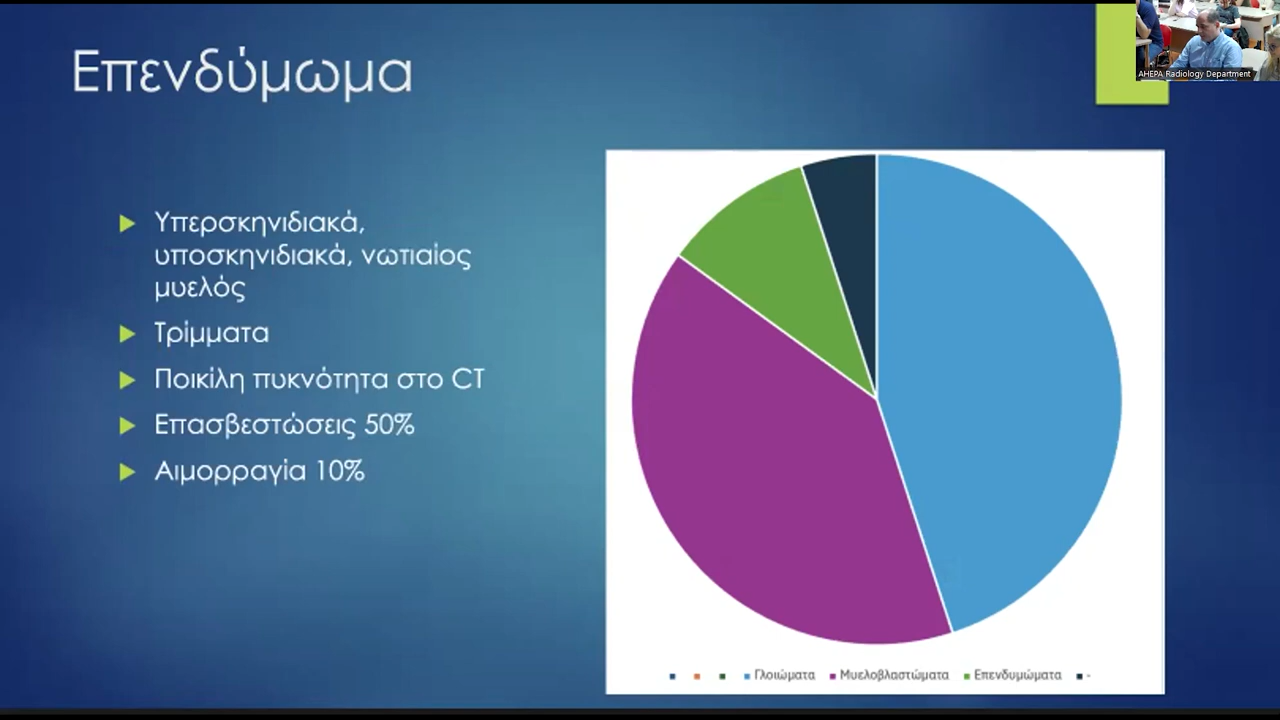 Επενδύμωμα
AHEPA Radiology Department
Υπερσκηνιδιακά,
υποσκηνιδιακά, νωτιαίος
μυελός
Τρίμματα
Ποικίλη πυκνότητα στο CT
Επασβεστώσεις 50%
Αιμορραγία 10%
Γλοιώματα Μυελοβλαστώματα Επενδυμώματα -